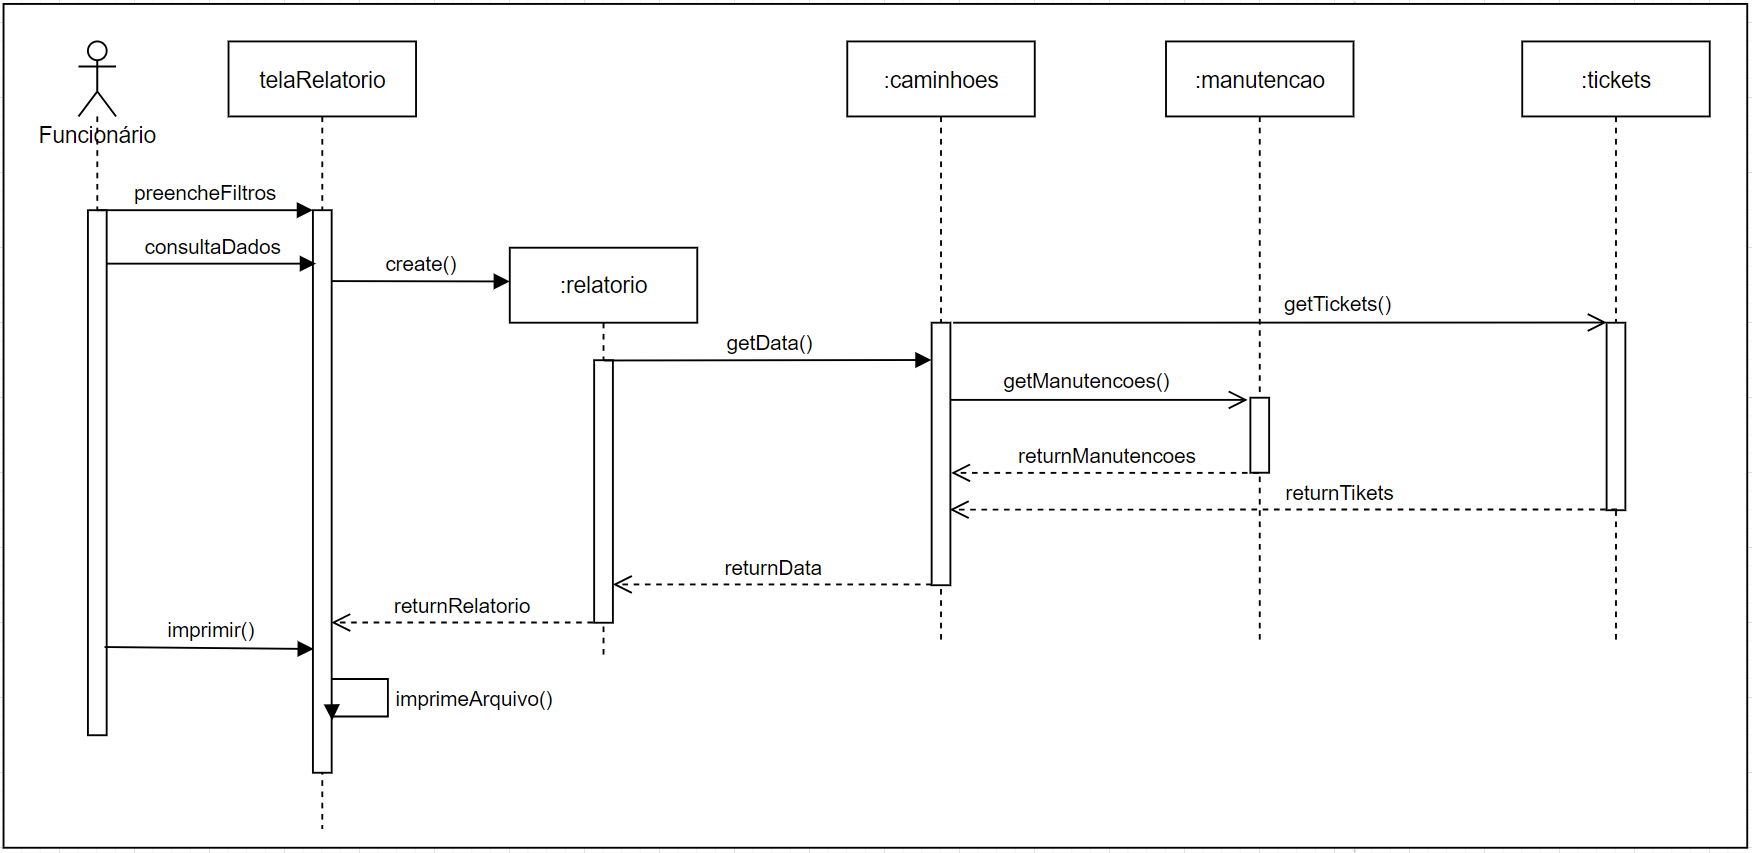 telaRelatorio
:caminhoes
:manutencao
:tickets
Funcionário
preencheFiltros
consultaDados
create()
:relatorio
getTickets()
getData()
getManutencoes()
returnManutencoes
returnTikets
returnData
returnRelatorio
imprimir()
imprimeArquivo()